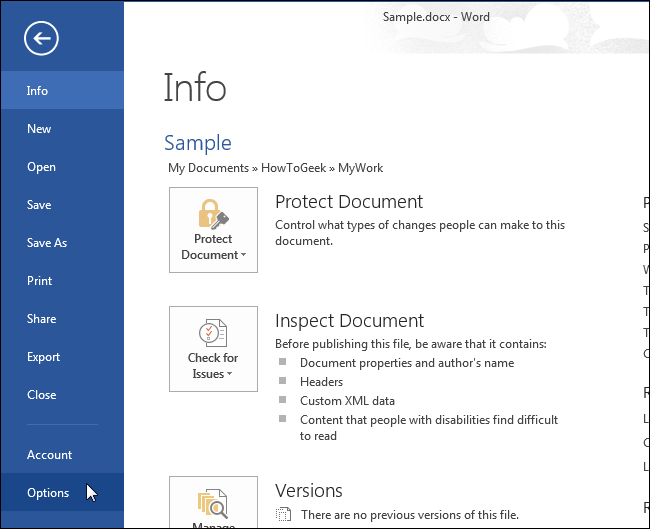 Sample.docx - Word
Info
New
Open
Save
Save As
Print
Share
Export
Close
Account
Options
Info
Sample
My Documents » HowToGeek » MyWork
Protect
Document
Protect Document
Control what types of changes people can make to this
document.
Check for
Issues
Inspect Document
Before publishing this file, be aware that it contains:
Document properties and author's name
Headers
Custom XML data
Content that people with disabilities find difficult
to read
Manage
Versions
There are no previous versions of this file.